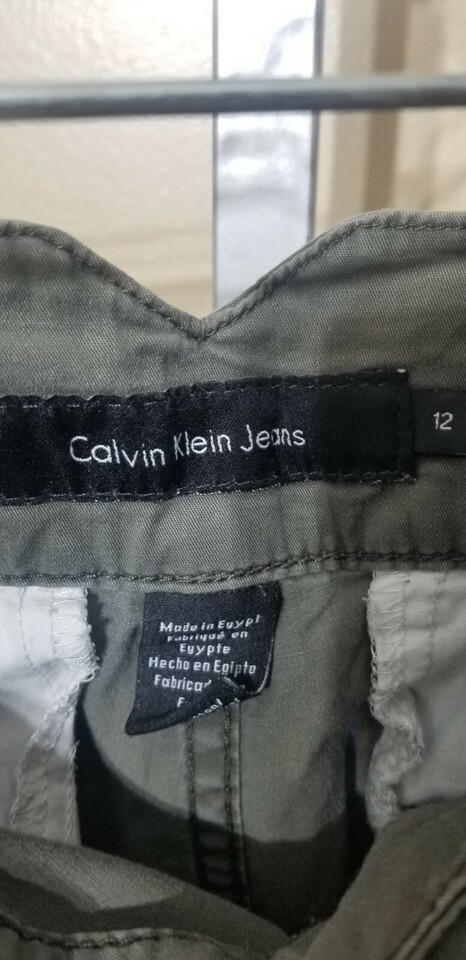 Calvin Klein Jeans
12
Made in Egypt
Fabriqué en
Egypte
Hecho en Egipto